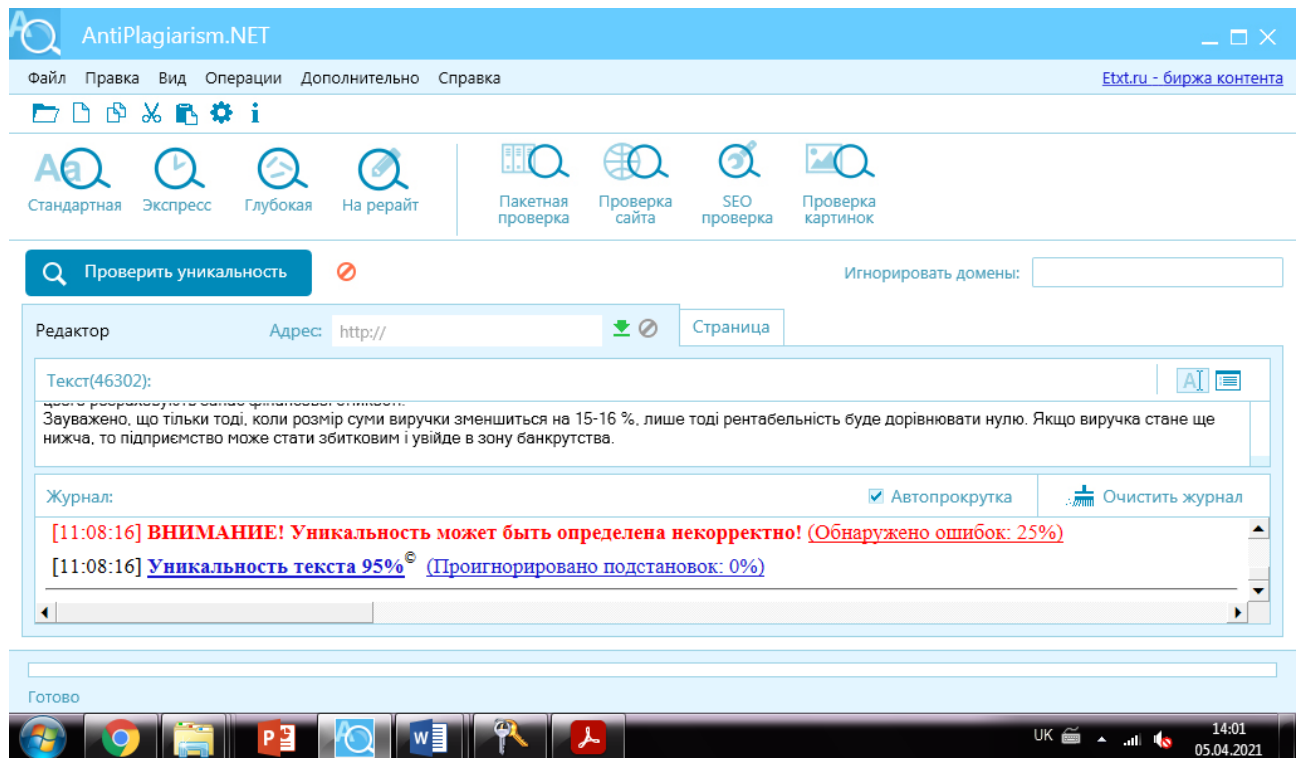 AntiPlagiarism.NET
Файл Правка Вид Операции Дополнительно Справка Etxt.ru - биржа контента
Стандартная Экспресс Глубокая На рерайт Пакетная проверка Проверка сайта SEO проверка Проверка картинок
Проверить уникальность Игнорировать домены:
Редактор Адрес: http:// Страница
Текст(46302):
Зауважено, що тільки тоді, коли розмір суми виручки зменшиться на 15-16 %, лише тоді рентабельність буде дорівнювати нулю. Якщо виручка стане ще
нижча, то підприємство може стати збитковим і увійде в зону банкрутства.
Журнал: Автопрокрутка Очистить журнал
[11:08:16] ВНИМАНИЕ! Уникальность может быть определена некорректно! (Обнаружено ошибок: 25%)
[11:08:16] Уникальность текста 95%© (Проигнорировано подстановок: 0%)
Готово
UK 14:01
05.04.2021